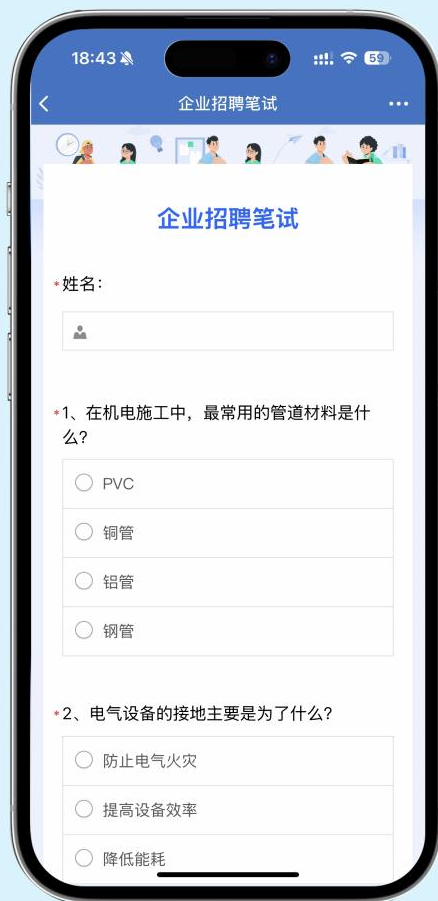 18:43
59
企业招聘笔试
企业招聘笔试
*姓名：
*1、在机电施工中，最常用的管道材料是什
么？
PVC
铜管
铝管
钢管
*2、电气设备的接地主要是为了什么？
防止电气火灾
提高设备效率
降低能耗